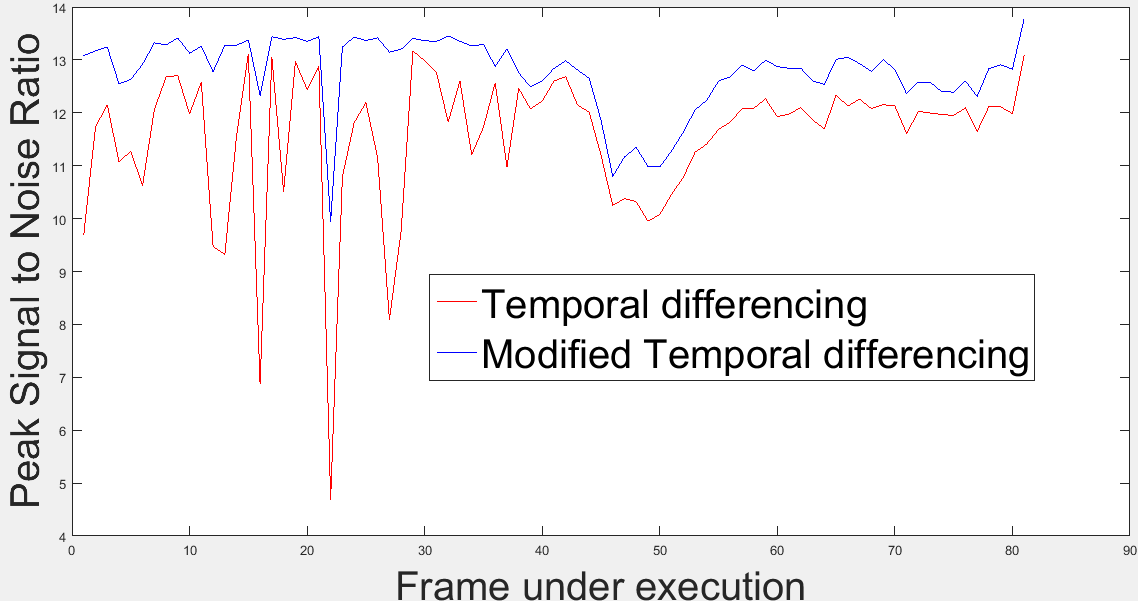 Peak Signal to Noise Ratio
14
13
12
11
10
9
8
7
6
5
4
Temporal differencing
Modified Temporal differencing
0 10 20 30 40 50 60 70 80 90
Frame under execution